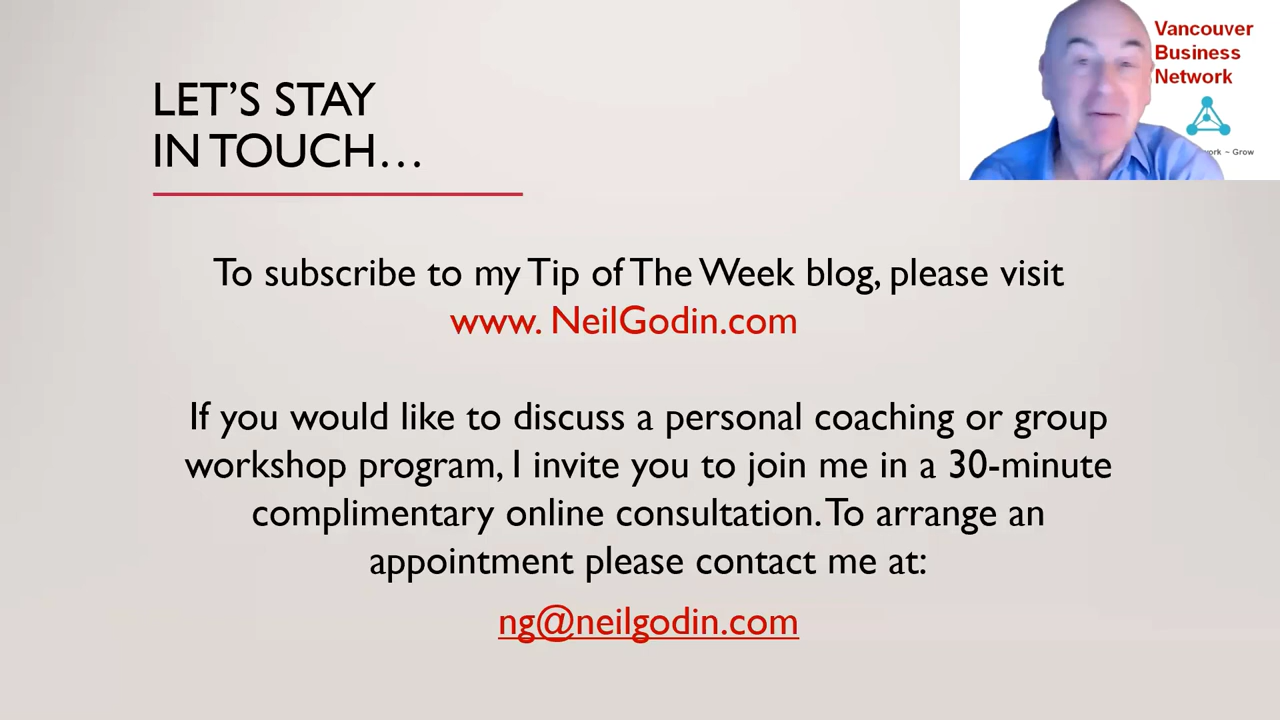 LET'S STAY
IN TOUCH...
Vancouver
Business
Network
~ Grow
To subscribe to my Tip of The Week blog, please visit
www. NeilGodin.com
If you would like to discuss a personal coaching or group
workshop program, I invite you to join me in a 30-minute
complimentary online consultation. To arrange an
appointment please contact me at:
ng@neilgodin.com